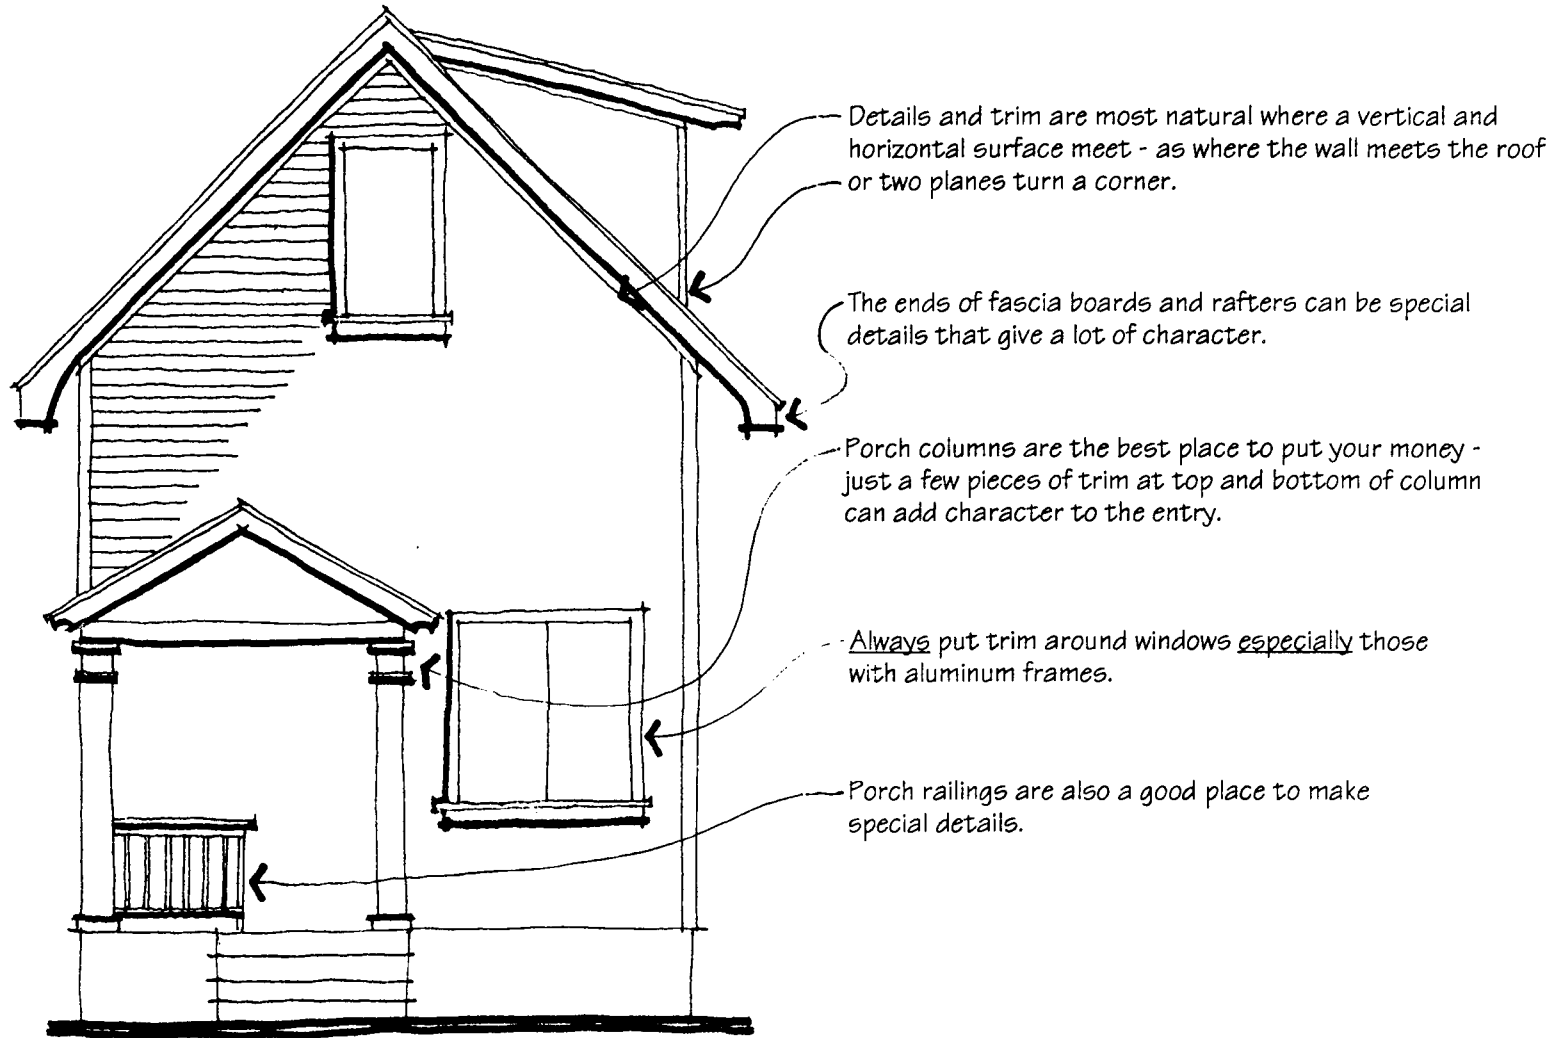 Details and trim are most natural where a vertical and
horizontal surface meet - as where the wall meets the roof
or two planes turn a corner.
The ends of fascia boards and rafters can be special
details that give a lot of character.
Porch columns are the best place to put your money -
just a few pieces of trim at top and bottom of column
can add character to the entry.
Always put trim around windows especially those
with aluminum frames.
Porch railings are also a good place to make
special details.